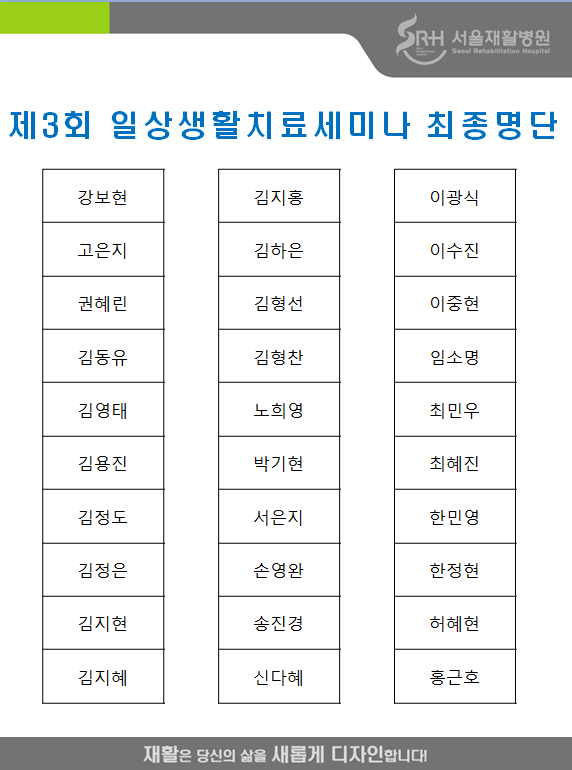 SRH 서울재활병원
Seoul Rehabilitation Hospital
제3회 일상생활치료세미나 최종명단
강보현
고은지
권혜린
김동유
김영태
김용진
김정도
김정은
김지현
김지혜
김지홍
김하은
김형선
김형찬
노희영
박기현
서은지
손영완
송진경
신다혜
이광식
이수진
이중현
임소명
최민우
최혜진
한민영
한정현
허혜현
홍근호
재활은 당신의 삶을 새롭게 디자인합니다!